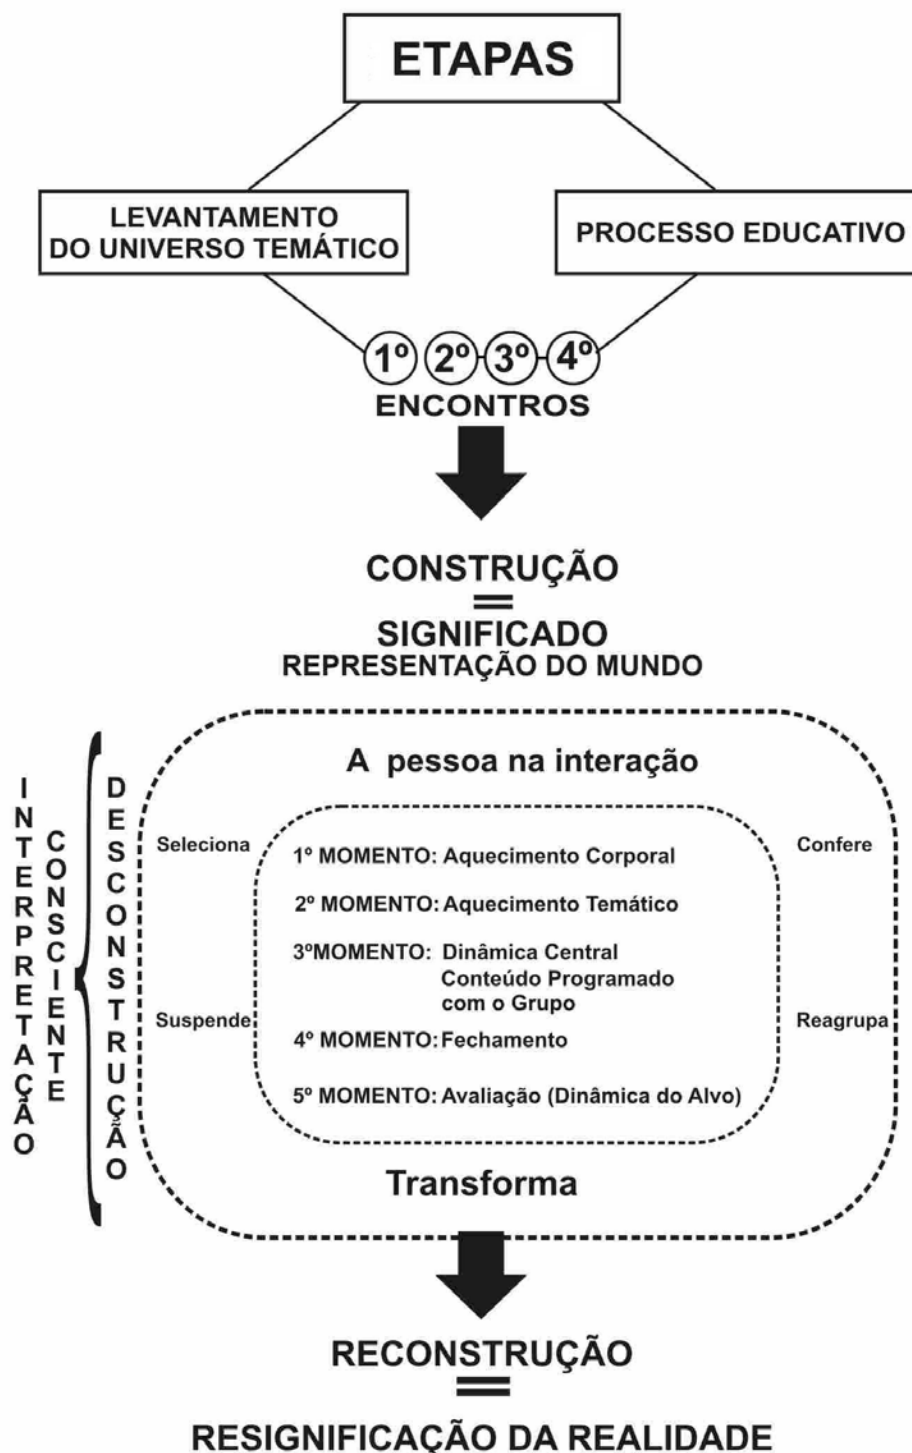 ETAPAS
LEVANTAMENTO
DO UNIVERSO TEMÁTICO
PROCESSO EDUCATIVO
1º 2º 3º 4º
ENCONTROS
CONSTRUÇÃO
=
SIGNIFICADO
REPRESENTAÇÃO DO MUNDO
INTERPRETAÇÃO
CONSCIENTE
DESCONSTRUÇÃO
A pessoa na interação
Seleciona
Confere
1º MOMENTO: Aquecimento Corporal
2º MOMENTO: Aquecimento Temático
3ºMOMENTO: Dinâmica Central
Conteúdo Programado
com o Grupo
Suspende
Reagrupa
4º MOMENTO: Fechamento
5º MOMENTO: Avaliação (Dinâmica do Alvo)
Transforma
RECONSTRUÇÃO
=
RESIGNIFICAÇÃO DA REALIDADE